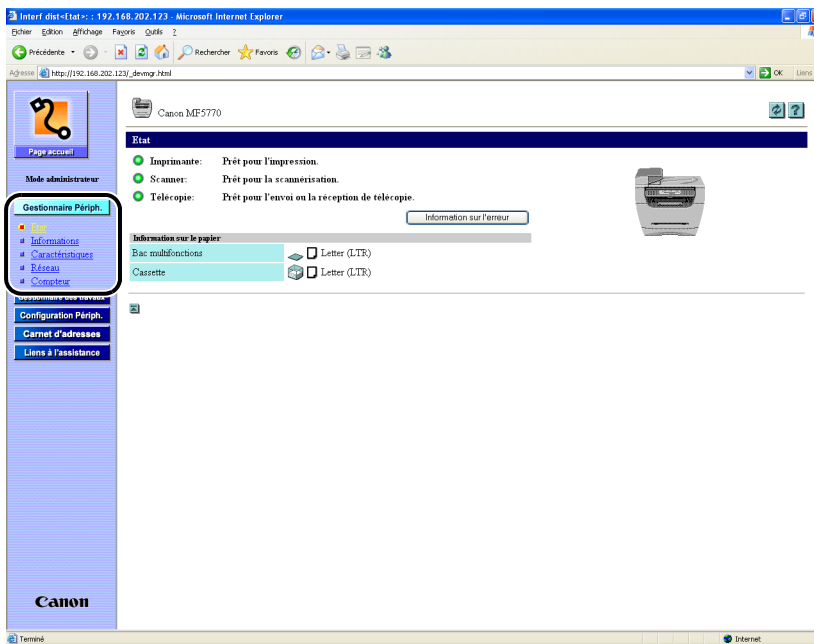 Interf dist<Etat>: : 192.168.202.123 - Microsoft Internet Explorer
Fichier Edition Affichage Favoris Outils ?
Précédente Rechercher Favoris
Adresse http://192.168.202.123/_devmgr.html OK Liens
Page accueil
Canon MF5770
Mode administrateur
Gestionnaire Périph.
Etat
Informations
Caractéristiques
Réseau
Compteur
Gestionnaire des travaux
Configuration Périph.
Carnet d'adresses
Liens à l'assistance
Etat
Imprimante: Prêt pour l'impression.
Scanner: Prêt pour la scannérisation.
Télécopie: Prêt pour l'envoi ou la réception de télécopie.
Information sur l'erreur
Information sur le papier
Bac multifonctions Letter (LTR)
Cassette Letter (LTR)
Canon
Terminé Internet